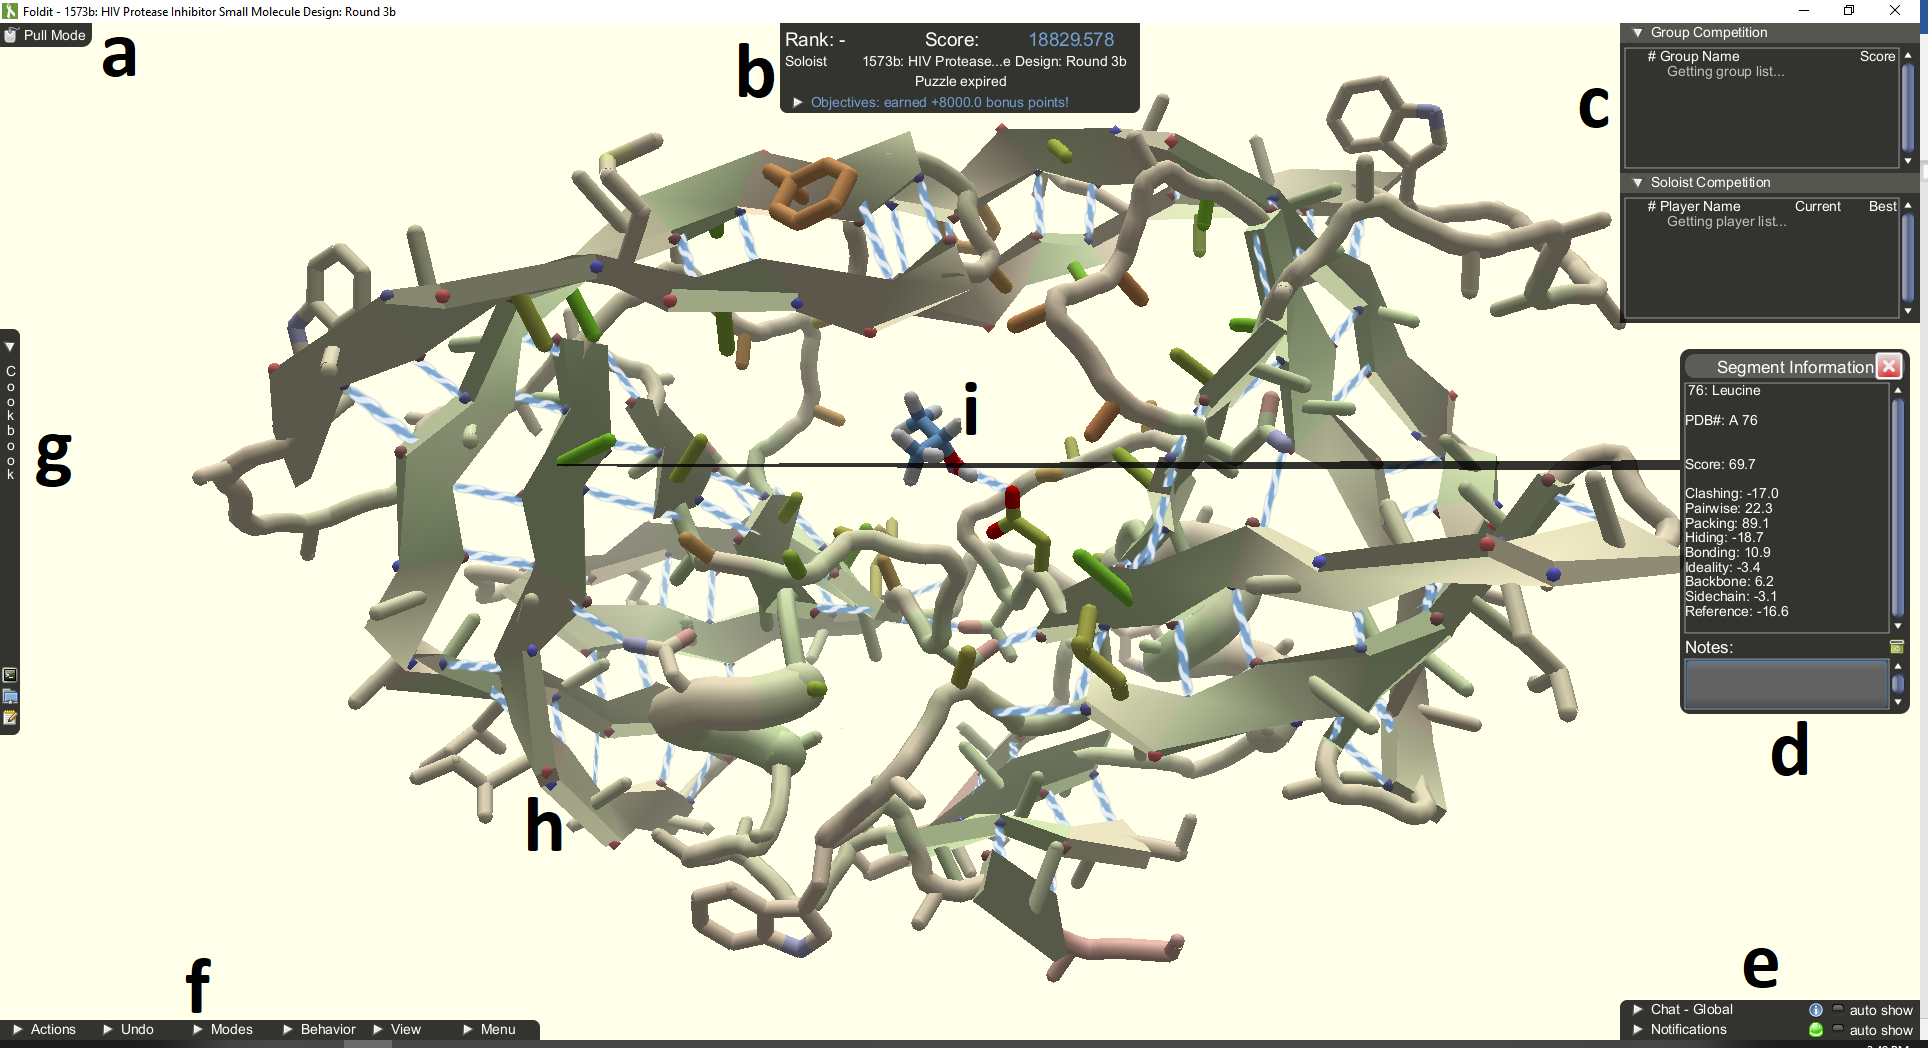 Foldit - 1573b: HIV Protease Inhibitor Small Molecule Design: Round 3b
Pull Mode
a
b
Rank: - Score: 18829.578
Soloist 1573b: HIV Protease...e Design: Round 3b
Puzzle expired
Objectives: earned +8000.0 bonus points!
c
Group Competition
# Group Name Score
Getting group list...
Soloist Competition
# Player Name Current Best
Getting player list...
Segment Information
76: Leucine
PDB#: A 76
Score: 69.7
Clashing: -17.0
Pairwise: 22.3
Packing: 89.1
Hiding: -18.7
Bonding: 10.9
Ideality: -3.4
Backbone: 6.2
Sidechain: -3.1
Reference: -16.6
Notes:
d
i
Cookbook
g
h
f
e
Actions Undo Modes Behavior View Menu
Chat - Global auto show
Notifications auto show